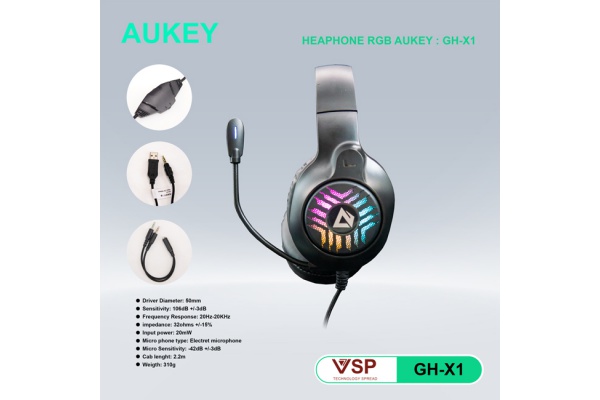 AUKEY
HEAPHONE RGB AUKEY : GH-X1
● Driver Diameter: 50mm
● Sensitivity: 106dB +/-3dB
● Frequency Response: 20Hz-20KHz
● impedance: 32ohms +/-15%
● Input power: 20mW
● Micro phone type: Electret microphone
● Micro Sensitivity: -42dB +/-3dB
● Cab lenght: 2.2m
● Weigth: 310g
VSP
TECHNOLOGY SPREAD
GH-X1